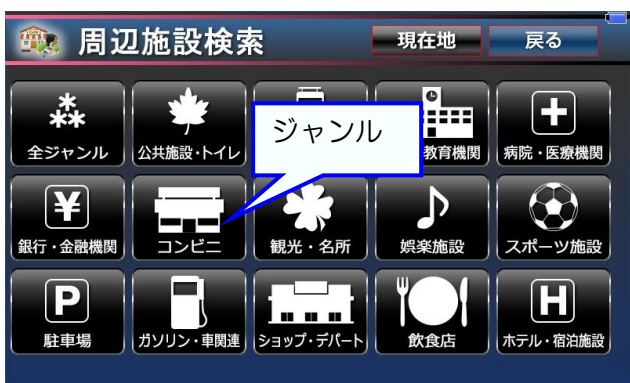 周辺施設検索
現在地
戻る
全ジャンル
公共施設・トイレ
ジャンル
教育機関
病院・医療機関
銀行・金融機関
コンビニ
観光・名所
娯楽施設
スポーツ施設
P
駐車場
ガソリン・車関連
ショップ・デパート
飲食店
H
ホテル・宿泊施設